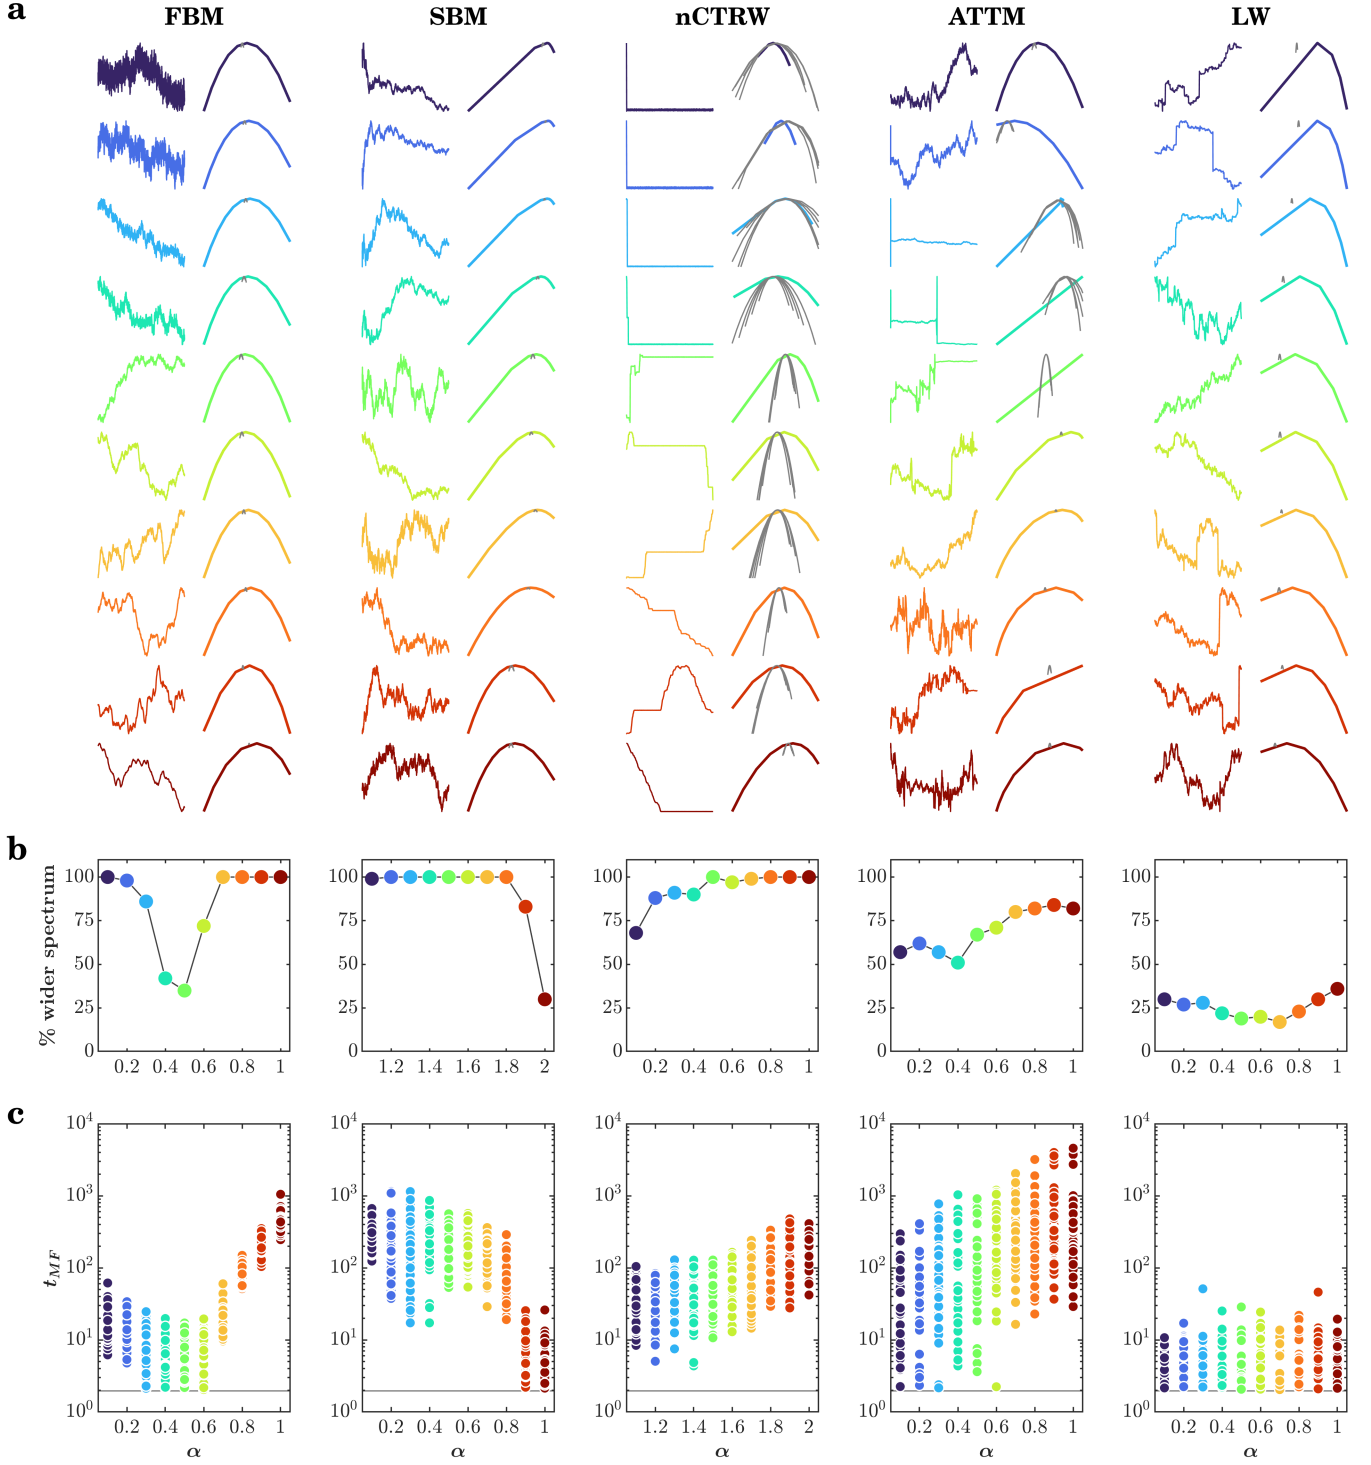 a
FBM SBM nCTRW ATTM LW
b
% wider spectrum
100 100 100 100 100
75 75 75 75 75
50 50 50 50 50
25 25 25 25 25
0 0 0 0 0
0.2 0.4 0.6 0.8 1 1.2 1.4 1.6 1.8 2 0.2 0.4 0.6 0.8 1 0.2 0.4 0.6 0.8 1 0.2 0.4 0.6 0.8 1
c
t_MF
10^4 10^4 10^4 10^4 10^4
10^3 10^3 10^3 10^3 10^3
10^2 10^2 10^2 10^2 10^2
10^1 10^1 10^1 10^1 10^1
10^0 10^0 10^0 10^0 10^0
0.2 0.4 0.6 0.8 1 0.2 0.4 0.6 0.8 1 1.2 1.4 1.6 1.8 2 0.2 0.4 0.6 0.8 1 0.2 0.4 0.6 0.8 1
α α α α α